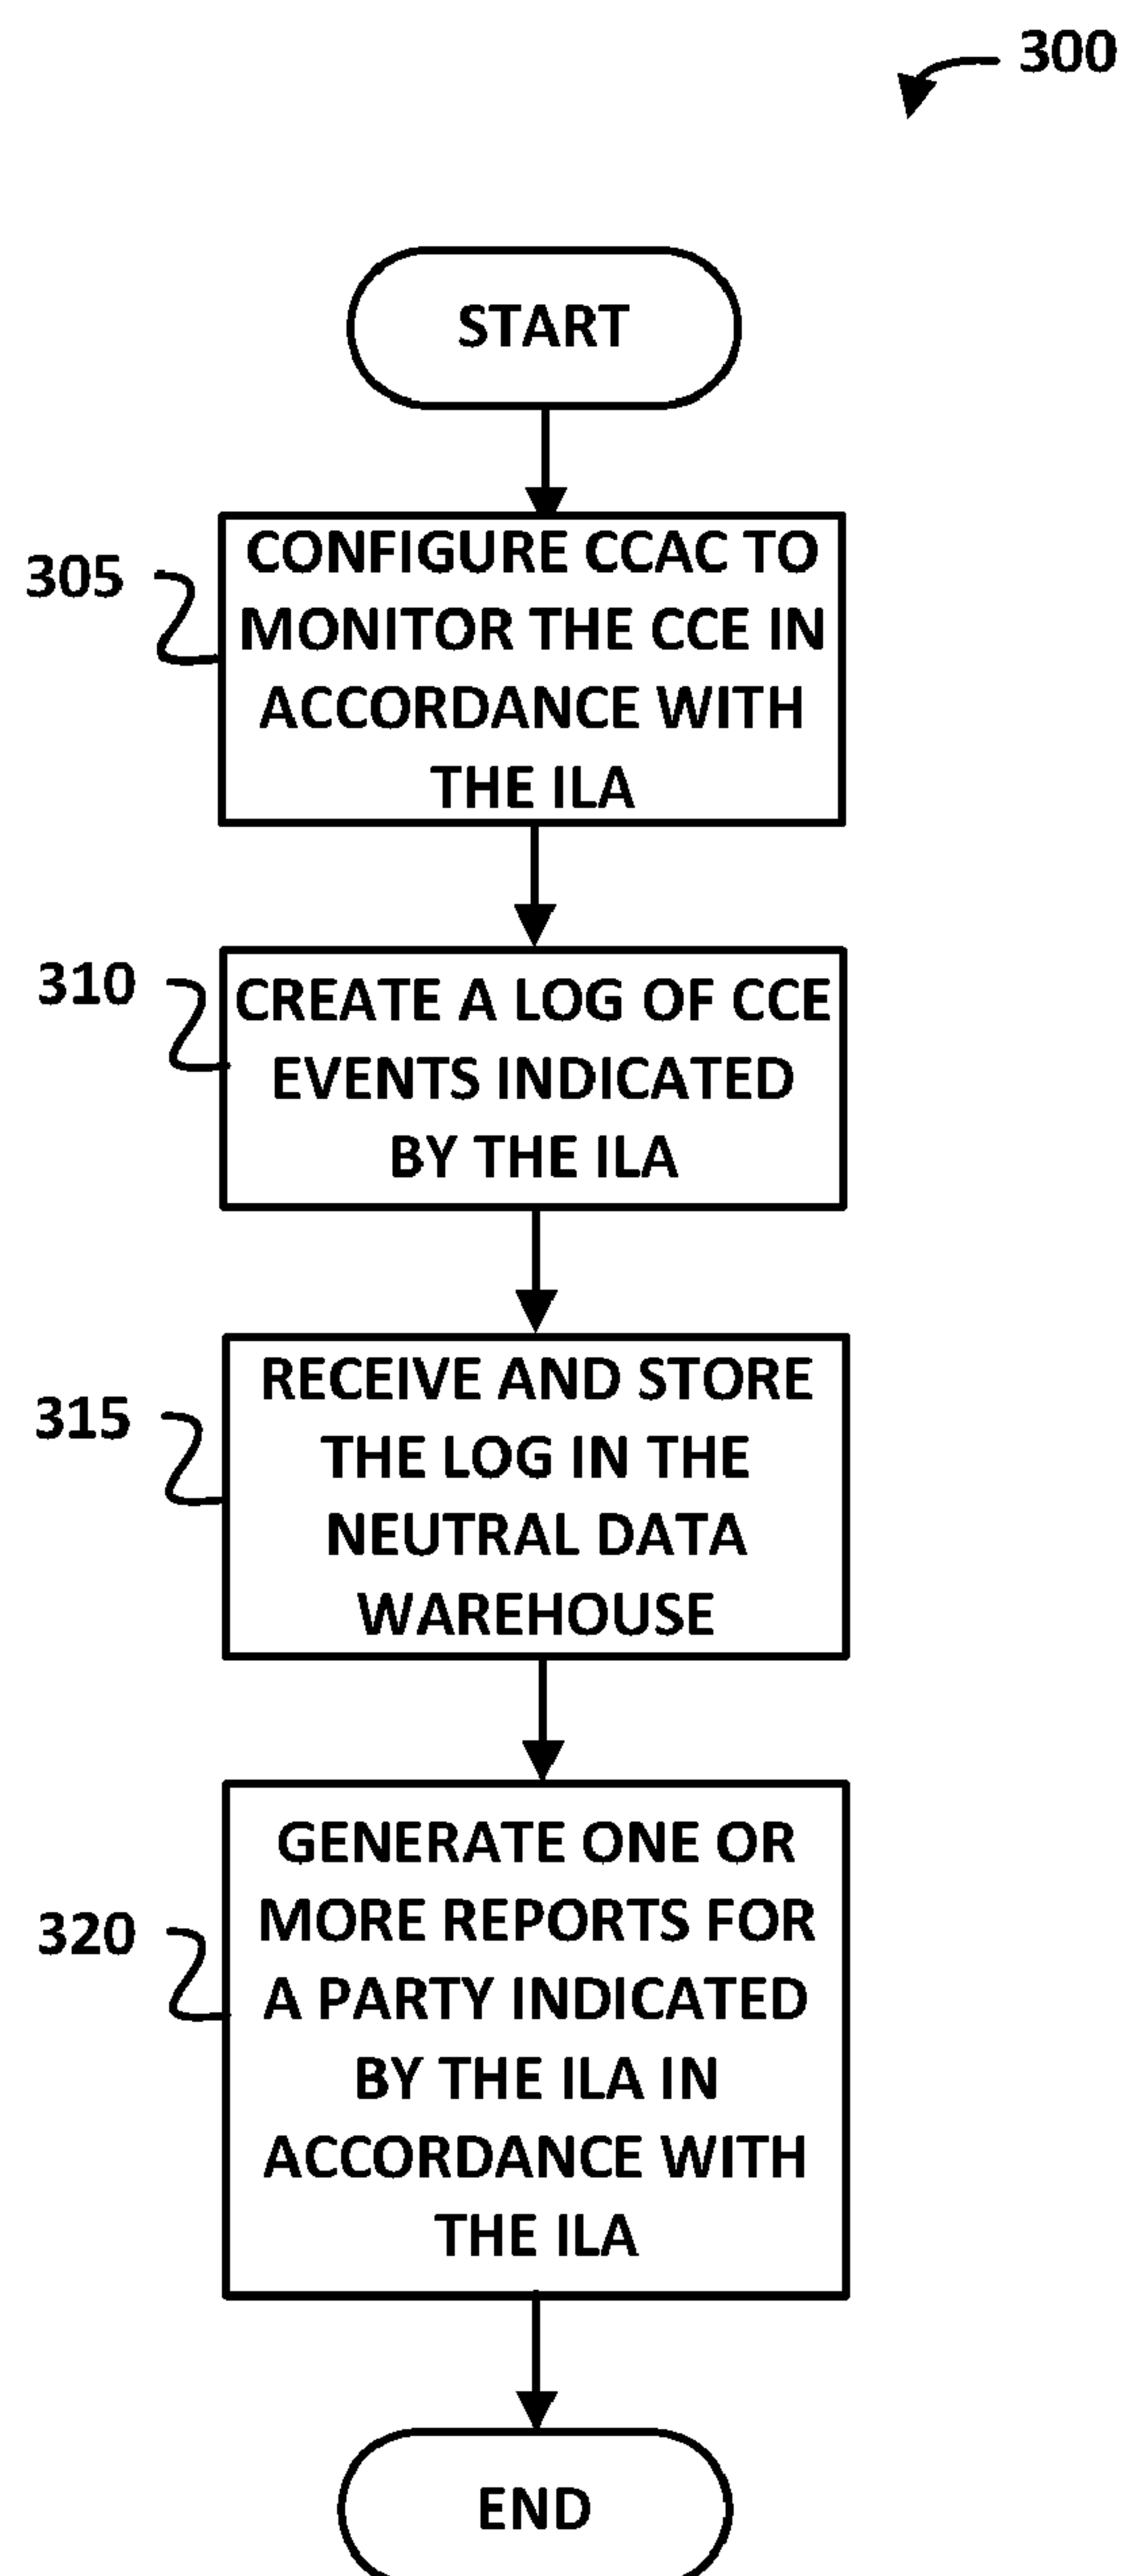 300
START
305
CONFIGURE CCAC TO
MONITOR THE CCE IN
ACCORDANCE WITH
THE ILA
310
CREATE A LOG OF CCE
EVENTS INDICATED
BY THE ILA
315
RECEIVE AND STORE
THE LOG IN THE
NEUTRAL DATA
WAREHOUSE
320
GENERATE ONE OR
MORE REPORTS FOR
A PARTY INDICATED
BY THE ILA IN
ACCORDANCE WITH
THE ILA
END